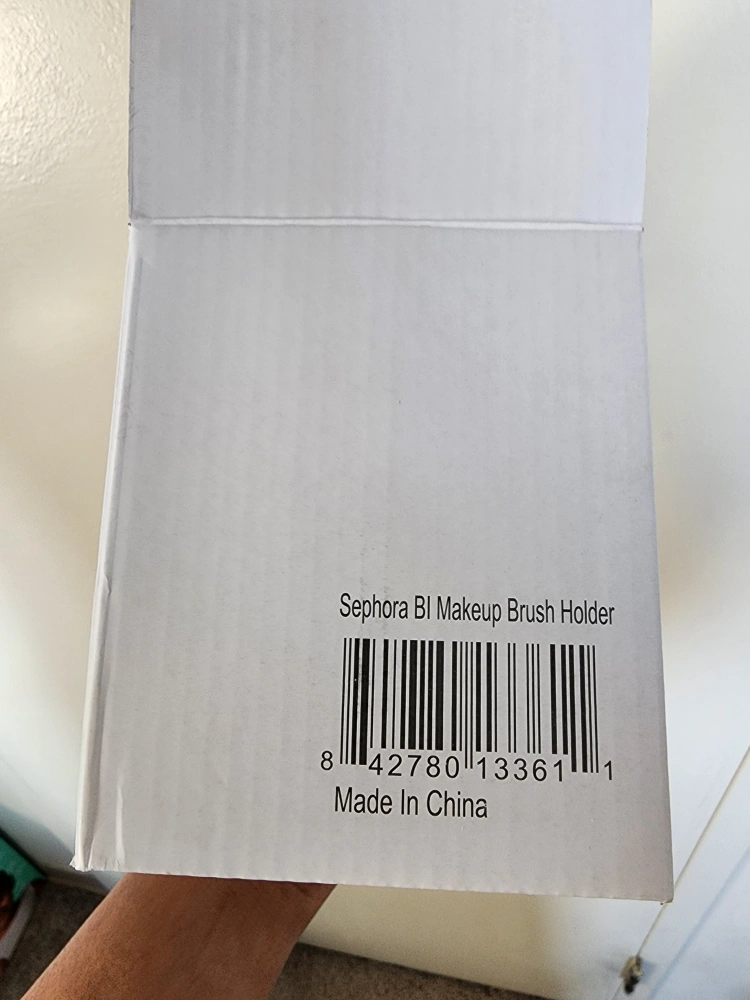 Sephora BI Makeup Brush Holder
8 42780 13361 1
Made In China